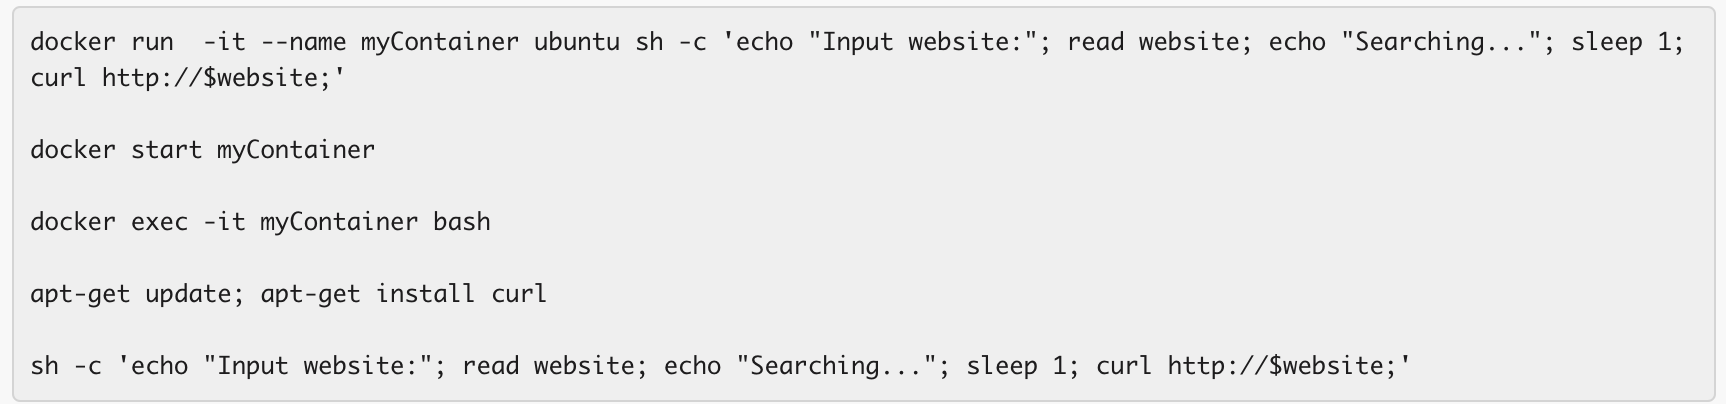 docker run  -it --name myContainer ubuntu sh -c 'echo "Input website:"; read website; echo "Searching..."; sleep 1;
curl http://$website;'
docker start myContainer
docker exec -it myContainer bash
apt-get update; apt-get install curl
sh -c 'echo "Input website:"; read website; echo "Searching..."; sleep 1; curl http://$website;'